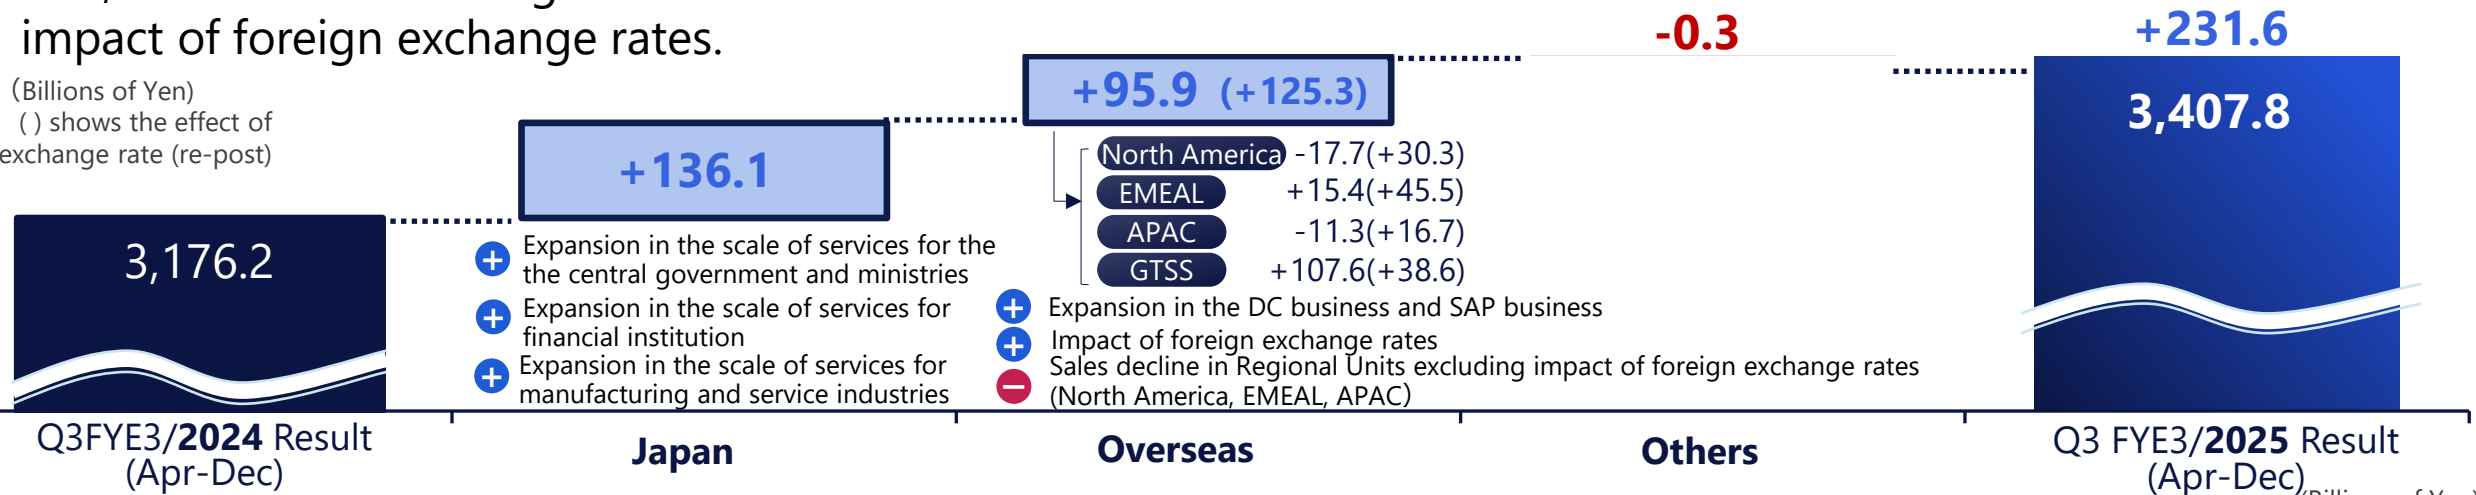 impact of foreign exchange rates.
（Billions of Yen)
( ) shows the effect of
exchange rate (re-post)
3,176.2
+136.1
+95.9 (+125.3)
North America -17.7(+30.3)
EMEAL +15.4(+45.5)
APAC -11.3(+16.7)
GTSS +107.6(+38.6)
-0.3
+231.6
3,407.8
+ Expansion in the scale of services for the
the central government and ministries
+ Expansion in the scale of services for
financial institution
+ Expansion in the scale of services for
manufacturing and service industries
+ Expansion in the DC business and SAP business
+ Impact of foreign exchange rates
− Sales decline in Regional Units excluding impact of foreign exchange rates
(North America, EMEAL, APAC）
Q3FYE3/2024 Result
(Apr-Dec)
Japan
Overseas
Others
Q3 FYE3/2025 Result
(Apr-Dec)